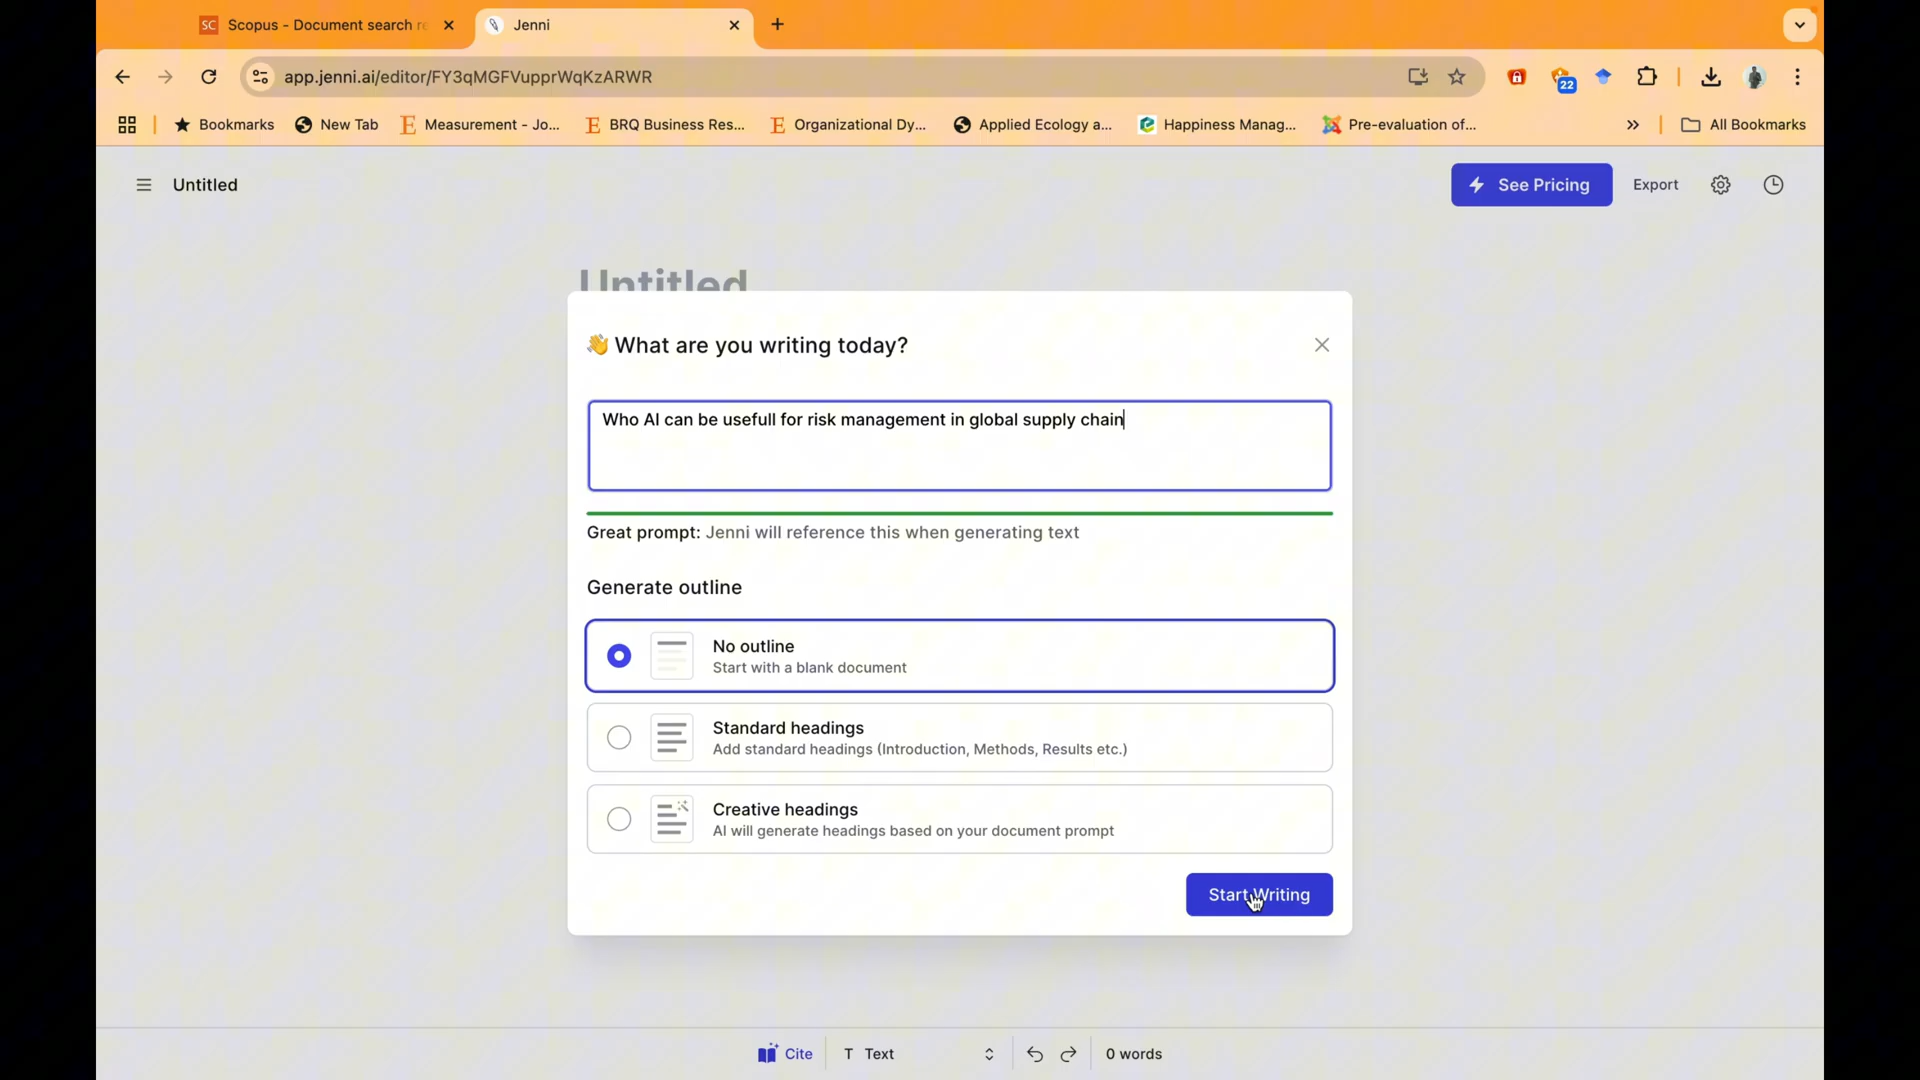 SC Scopus - Document search re
Jenni
app.jenni.ai/editor/FY3qMGFVupprWqKzARWR
22
Bookmarks
New Tab
Measurement - Jo...
BRQ Business Res...
Organizational Dy...
Applied Ecology a...
Happiness Manag...
Pre-evaluation of...
All Bookmarks
Untitled
See Pricing
Export
Untitled
👋 What are you writing today?
Who AI can be usefull for risk management in global supply chain
Great prompt: Jenni will reference this when generating text
Generate outline
No outline
Start with a blank document
Standard headings
Add standard headings (Introduction, Methods, Results etc.)
Creative headings
AI will generate headings based on your document prompt
Start Writing
Cite
T Text
0 words